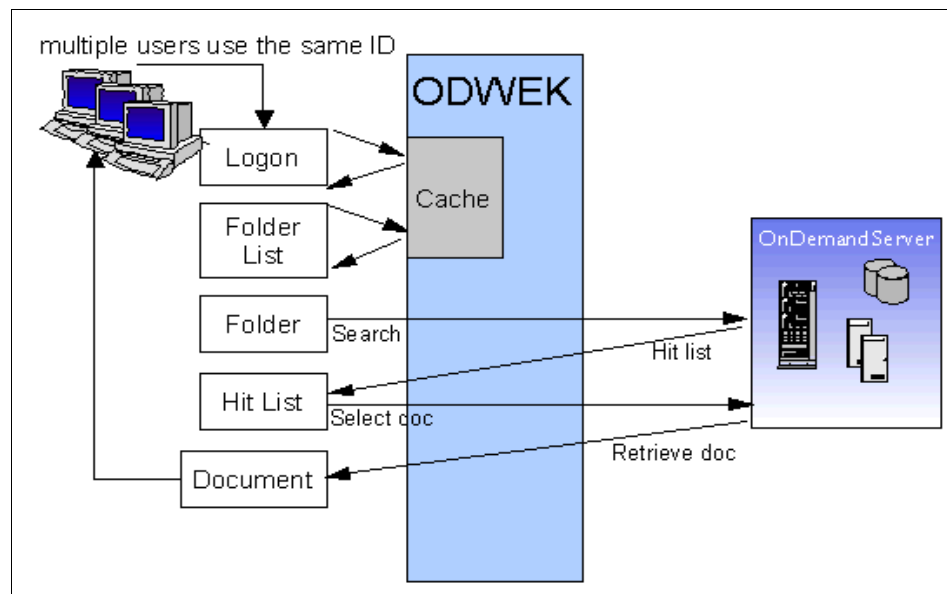 multiple users use the same ID
ODWEK
Logon
Cache
Folder
List
OnDemandServer
Folder
Search
Hit list
Hit List
Select doc
Retrieve doc
Document